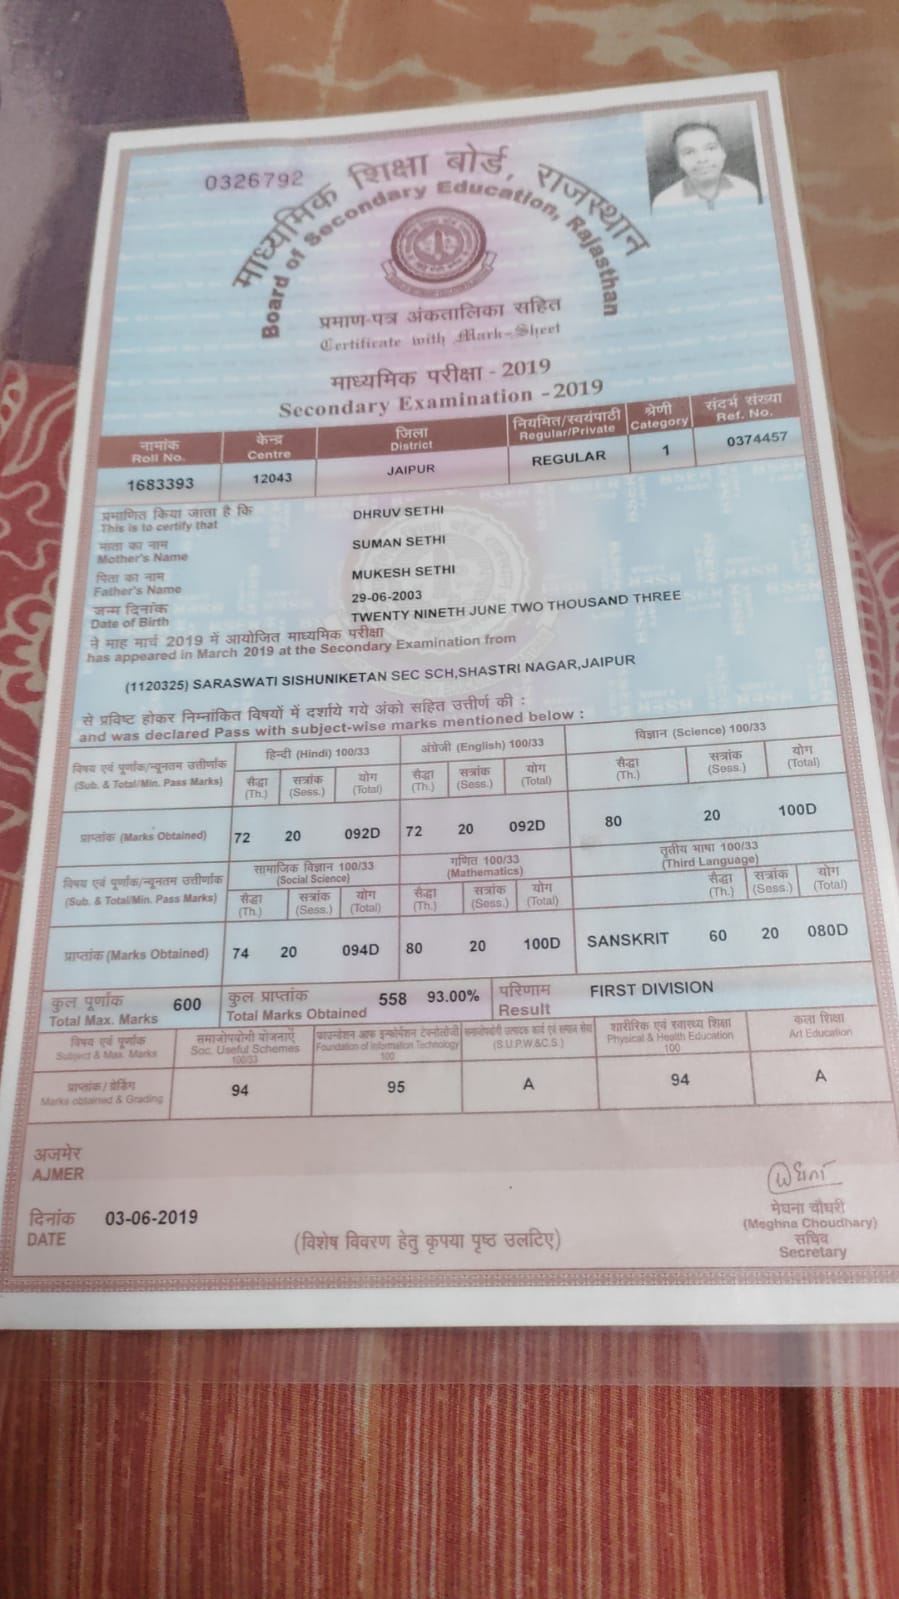 0326792
माध्यमिक शिक्षा बोर्ड, राजस्थान
Board of Secondary Education, Rajasthan
प्रमाण-पत्र अंकतालिका सहित
Certificate with Mark-Sheet
माध्यमिक परीक्षा - 2019
Secondary Examination - 2019
नामांक केन्द्र जिला नियमित/स्वयंपाठी श्रेणी संदर्भ संख्या
Roll No. Centre District Regular/Private Category Ref. No.
1683393 12043 JAIPUR REGULAR 1 0374457
प्रमाणित किया जाता है कि DHRUV SETHI
This is to certify that
माता का नाम SUMAN SETHI
Mother's Name
पिता का नाम MUKESH SETHI
Father's Name
जन्म दिनांक 29-06-2003
Date of Birth TWENTY NINETH JUNE TWO THOUSAND THREE
ने माह मार्च 2019 में आयोजित माध्यमिक परीक्षा
has appeared in March 2019 at the Secondary Examination from
(1120325) SARASWATI SISHUNIKETAN SEC SCH,SHASTRI NAGAR,JAIPUR
से प्रविष्ट होकर निम्नांकित विषयों में दर्शाये गये अंको सहित उत्तीर्ण की :
and was declared Pass with subject-wise marks mentioned below :
विषय एवं पूर्णांक/न्यूनतम उत्तीर्णांक हिन्दी (Hindi) 100/33 अंग्रेजी (English) 100/33 विज्ञान (Science) 100/33
(Sub. & Total/Min. Pass Marks) सैद्धा सत्रांक योग सैद्धा सत्रांक योग सैद्धा सत्रांक योग
(Th.) (Sess.) (Total) (Th.) (Sess.) (Total) (Th.) (Sess.) (Total)
प्राप्तांक (Marks Obtained) 72 20 092D 72 20 092D 80 20 100D
विषय एवं पूर्णांक/न्यूनतम उत्तीर्णांक सामाजिक विज्ञान 100/33 गणित 100/33 तृतीय भाषा 100/33
(Sub. & Total/Min. Pass Marks) (Social Science) (Mathematics) (Third Language)
सैद्धा सत्रांक योग सैद्धा सत्रांक योग सैद्धा सत्रांक योग
(Th.) (Sess.) (Total) (Th.) (Sess.) (Total) (Th.) (Sess.) (Total)
प्राप्तांक (Marks Obtained) 74 20 094D 80 20 100D SANSKRIT 60 20 080D
कुल पूर्णांक 600 कुल प्राप्तांक 558 93.00% परिणाम FIRST DIVISION
Total Max. Marks Total Marks Obtained Result
विषय एवं पूर्णांक समाजोपयोगी योजनाएँ फाउन्डेशन आफ इन्फोर्मेशन टेक्नोलोजी समाजोपयोगी उत्पादक कार्य एवं समाज सेवा शारीरिक एवं स्वास्थ्य शिक्षा कला शिक्षा
Subject & Max. Marks Soc. Useful Schemes Foundation of Information Technology (S.U.P.W.&C.S.) Physical & Health Education Art Education
100/33 100 100
प्राप्तांक / ग्रेडिंग 94 95 A 94 A
Marks obtained & Grading
अजमेर
AJMER
दिनांक 03-06-2019
DATE
(विशेष विवरण हेतु कृपया पृष्ठ उलटिए)
मेघना चौधरी
(Meghna Choudhary)
सचिव
Secretary